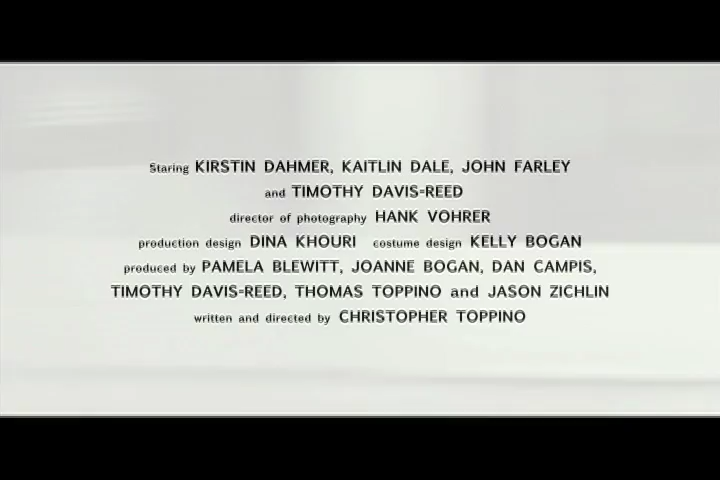 Staring KIRSTIN DAHMER, KAITLIN DALE, JOHN FARLEY
and TIMOTHY DAVIS-REED
director of photography HANK VOHRER
production design DINA KHOURI costume design KELLY BOGAN
produced by PAMELA BLEWITT, JOANNE BOGAN, DAN CAMPIS,
TIMOTHY DAVIS-REED, THOMAS TOPPINO and JASON ZICHLIN
written and directed by CHRISTOPHER TOPPINO